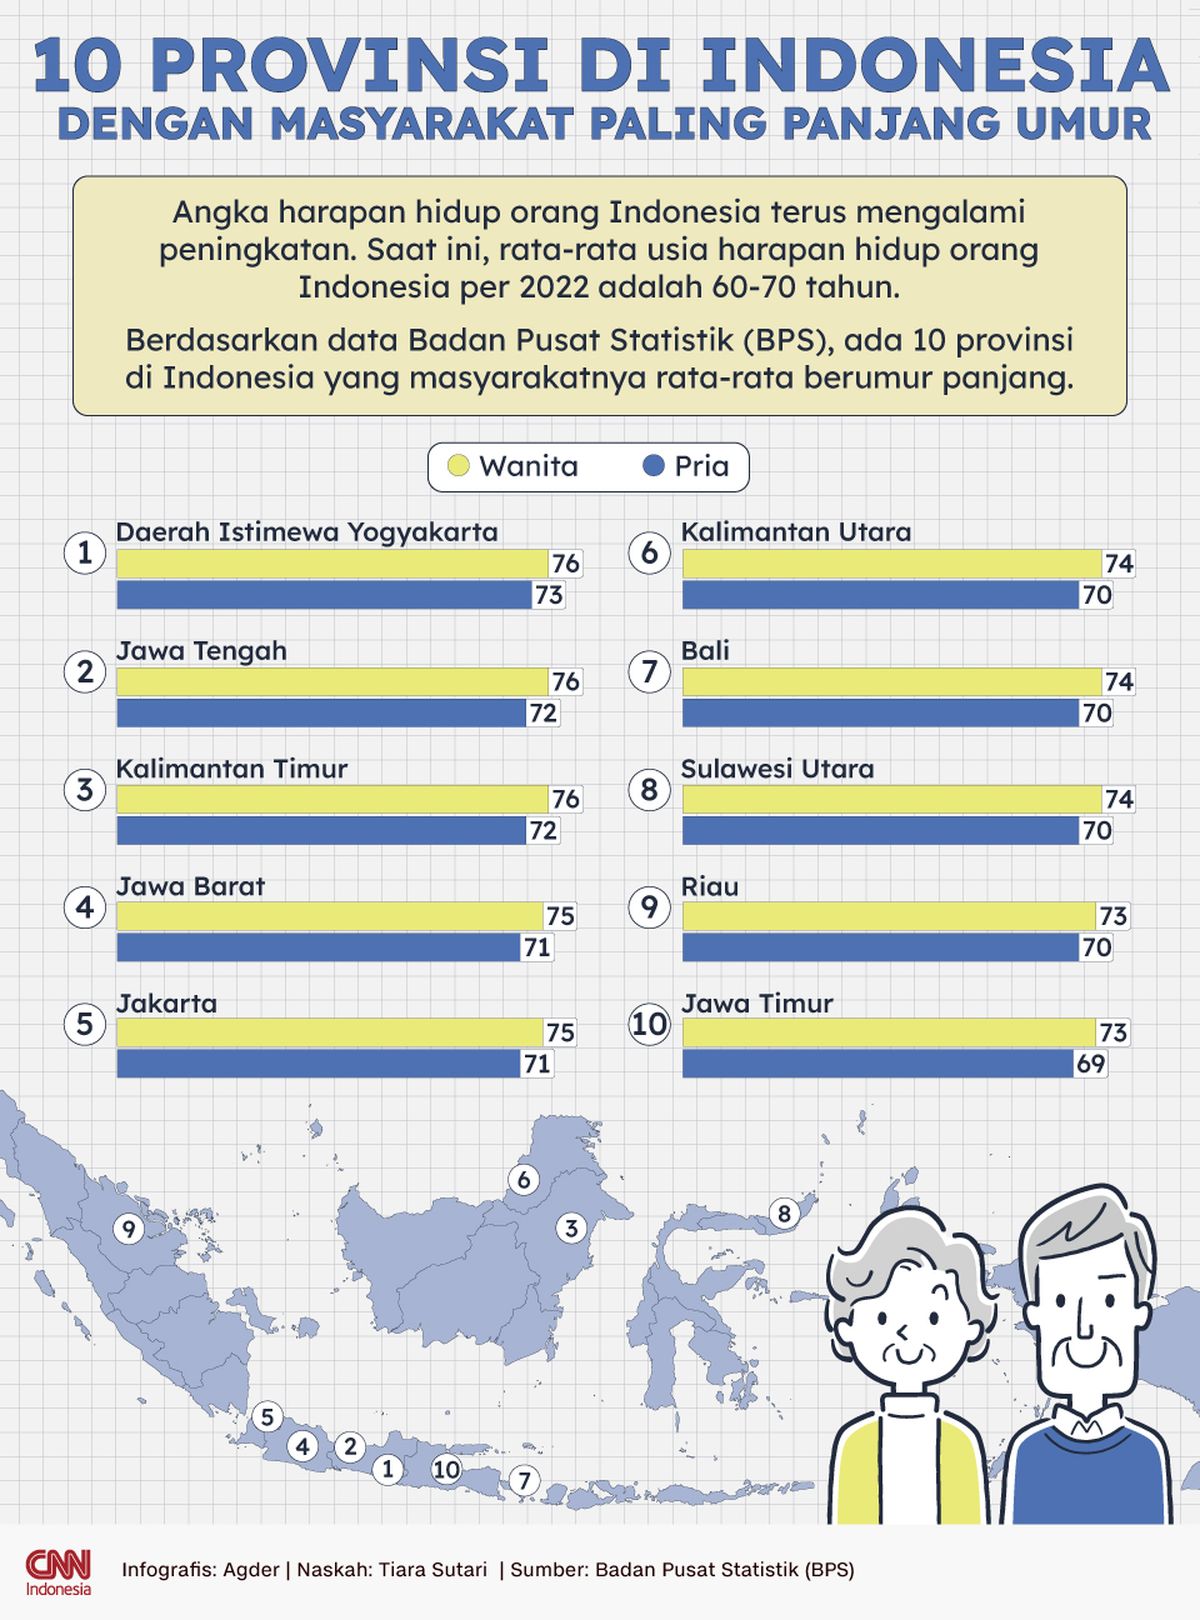 10 PROVINSI DI INDONESIA
DENGAN MASYARAKAT PALING PANJANG UMUR
Angka harapan hidup orang Indonesia terus mengalami
peningkatan. Saat ini, rata-rata usia harapan hidup orang
Indonesia per 2022 adalah 60-70 tahun.
Berdasarkan data Badan Pusat Statistik (BPS), ada 10 provinsi
di Indonesia yang masyarakatnya rata-rata berumur panjang.
Wanita Pria
1 Daerah Istimewa Yogyakarta
76
73
2 Jawa Tengah
76
72
3 Kalimantan Timur
76
72
4 Jawa Barat
75
71
5 Jakarta
75
71
6 Kalimantan Utara
74
70
7 Bali
74
70
8 Sulawesi Utara
74
70
9 Riau
73
70
10 Jawa Timur
73
69
6
8
9
3
5
4
2
1
10
7
CNN
Indonesia
Infografis: Agder | Naskah: Tiara Sutari | Sumber: Badan Pusat Statistik (BPS)